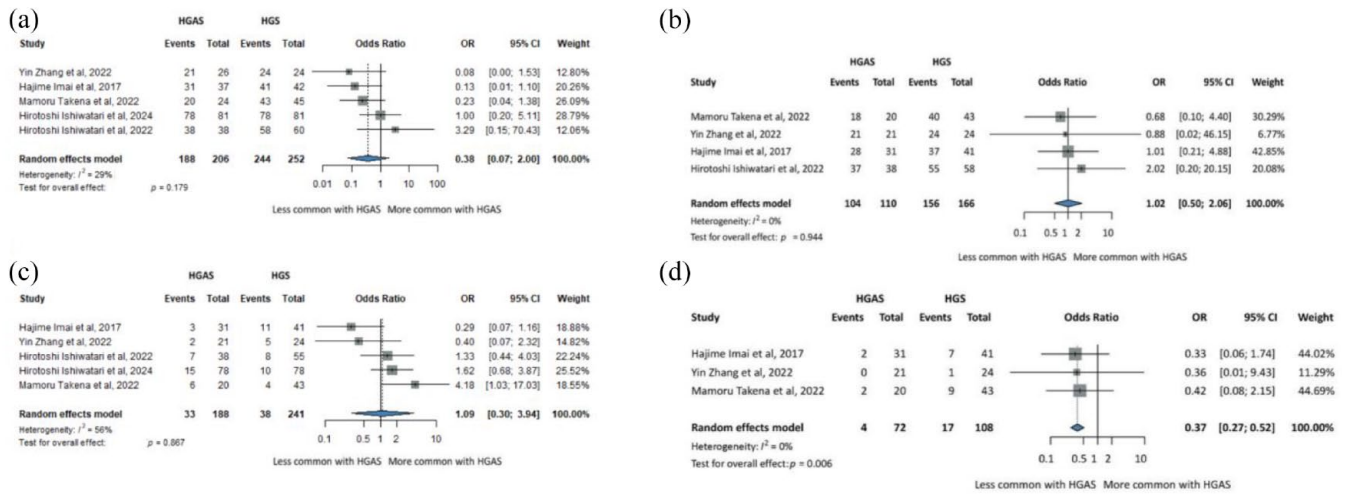 (a)
HGAS HGS
Study Events Total Events Total Odds Ratio OR 95% CI Weight
Yin Zhang et al, 2022 21 26 24 24 0.08 [0.00; 1.53] 12.80%
Hajime Imai et al, 2017 31 37 41 42 0.13 [0.01; 1.10] 20.26%
Mamoru Takena et al, 2022 20 24 43 45 0.23 [0.04; 1.38] 26.09%
Hirotoshi Ishiwatari et al, 2024 78 81 78 81 1.00 [0.20; 5.11] 28.79%
Hirotoshi Ishiwatari et al, 2022 38 38 58 60 3.29 [0.15; 70.43] 12.06%
Random effects model 188 206 244 252 0.38 [0.07; 2.00] 100.00%
Heterogeneity: I² = 29%
Test for overall effect: p = 0.179
0.01 0.1 0.5 1 2 10 100
Less common with HGAS More common with HGAS
(b)
HGAS HGS
Study Events Total Events Total Odds Ratio OR 95% CI Weight
Mamoru Takena et al, 2022 18 20 40 43 0.68 [0.10; 4.40] 30.29%
Yin Zhang et al, 2022 21 21 24 24 0.88 [0.02; 46.15] 6.77%
Hajime Imai et al, 2017 28 31 37 41 1.01 [0.21; 4.88] 42.85%
Hirotoshi Ishiwatari et al, 2022 37 38 55 58 2.02 [0.20; 20.15] 20.08%
Random effects model 104 110 156 166 1.02 [0.50; 2.06] 100.00%
Heterogeneity: I² = 0%
Test for overall effect: p = 0.944
0.1 0.5 1 2 10
Less common with HGAS More common with HGAS
(c)
HGAS HGS
Study Events Total Events Total Odds Ratio OR 95% CI Weight
Hajime Imai et al, 2017 3 31 11 41 0.29 [0.07; 1.16] 18.88%
Yin Zhang et al, 2022 2 21 5 24 0.40 [0.07; 2.32] 14.82%
Hirotoshi Ishiwatari et al, 2022 7 38 8 55 1.33 [0.44; 4.03] 22.24%
Hirotoshi Ishiwatari et al, 2024 15 78 10 78 1.62 [0.68; 3.87] 25.52%
Mamoru Takena et al, 2022 6 20 4 43 4.18 [1.03; 17.03] 18.55%
Random effects model 33 188 38 241 1.09 [0.30; 3.94] 100.00%
Heterogeneity: I² = 56%
Test for overall effect: p = 0.867
0.1 0.5 1 2 10
Less common with HGAS More common with HGAS
(d)
HGAS HGS
Study Events Total Events Total Odds Ratio OR 95% CI Weight
Hajime Imai et al, 2017 2 31 7 41 0.33 [0.06; 1.74] 44.02%
Yin Zhang et al, 2022 0 21 1 24 0.36 [0.01; 9.43] 11.29%
Mamoru Takena et al, 2022 2 20 9 43 0.42 [0.08; 2.15] 44.69%
Random effects model 4 72 17 108 0.37 [0.27; 0.52] 100.00%
Heterogeneity: I² = 0%
Test for overall effect: p = 0.006
0.1 0.5 1 2 10
Less common with HGAS More common with HGAS